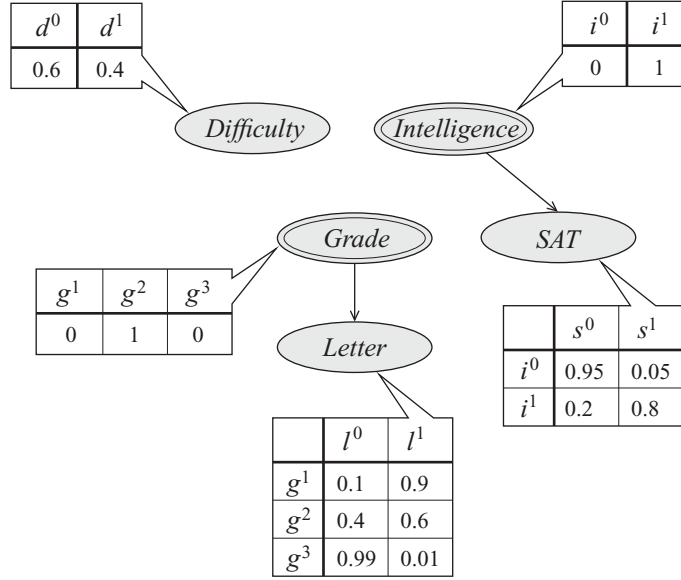 d⁰ d¹
0.6 0.4
Difficulty
i⁰ i¹
0 1
Intelligence
Grade
SAT
g¹ g² g³
0 1 0
Letter
s⁰ s¹
i⁰ 0.95 0.05
i¹ 0.2 0.8
l⁰ l¹
g¹ 0.1 0.9
g² 0.4 0.6
g³ 0.99 0.01